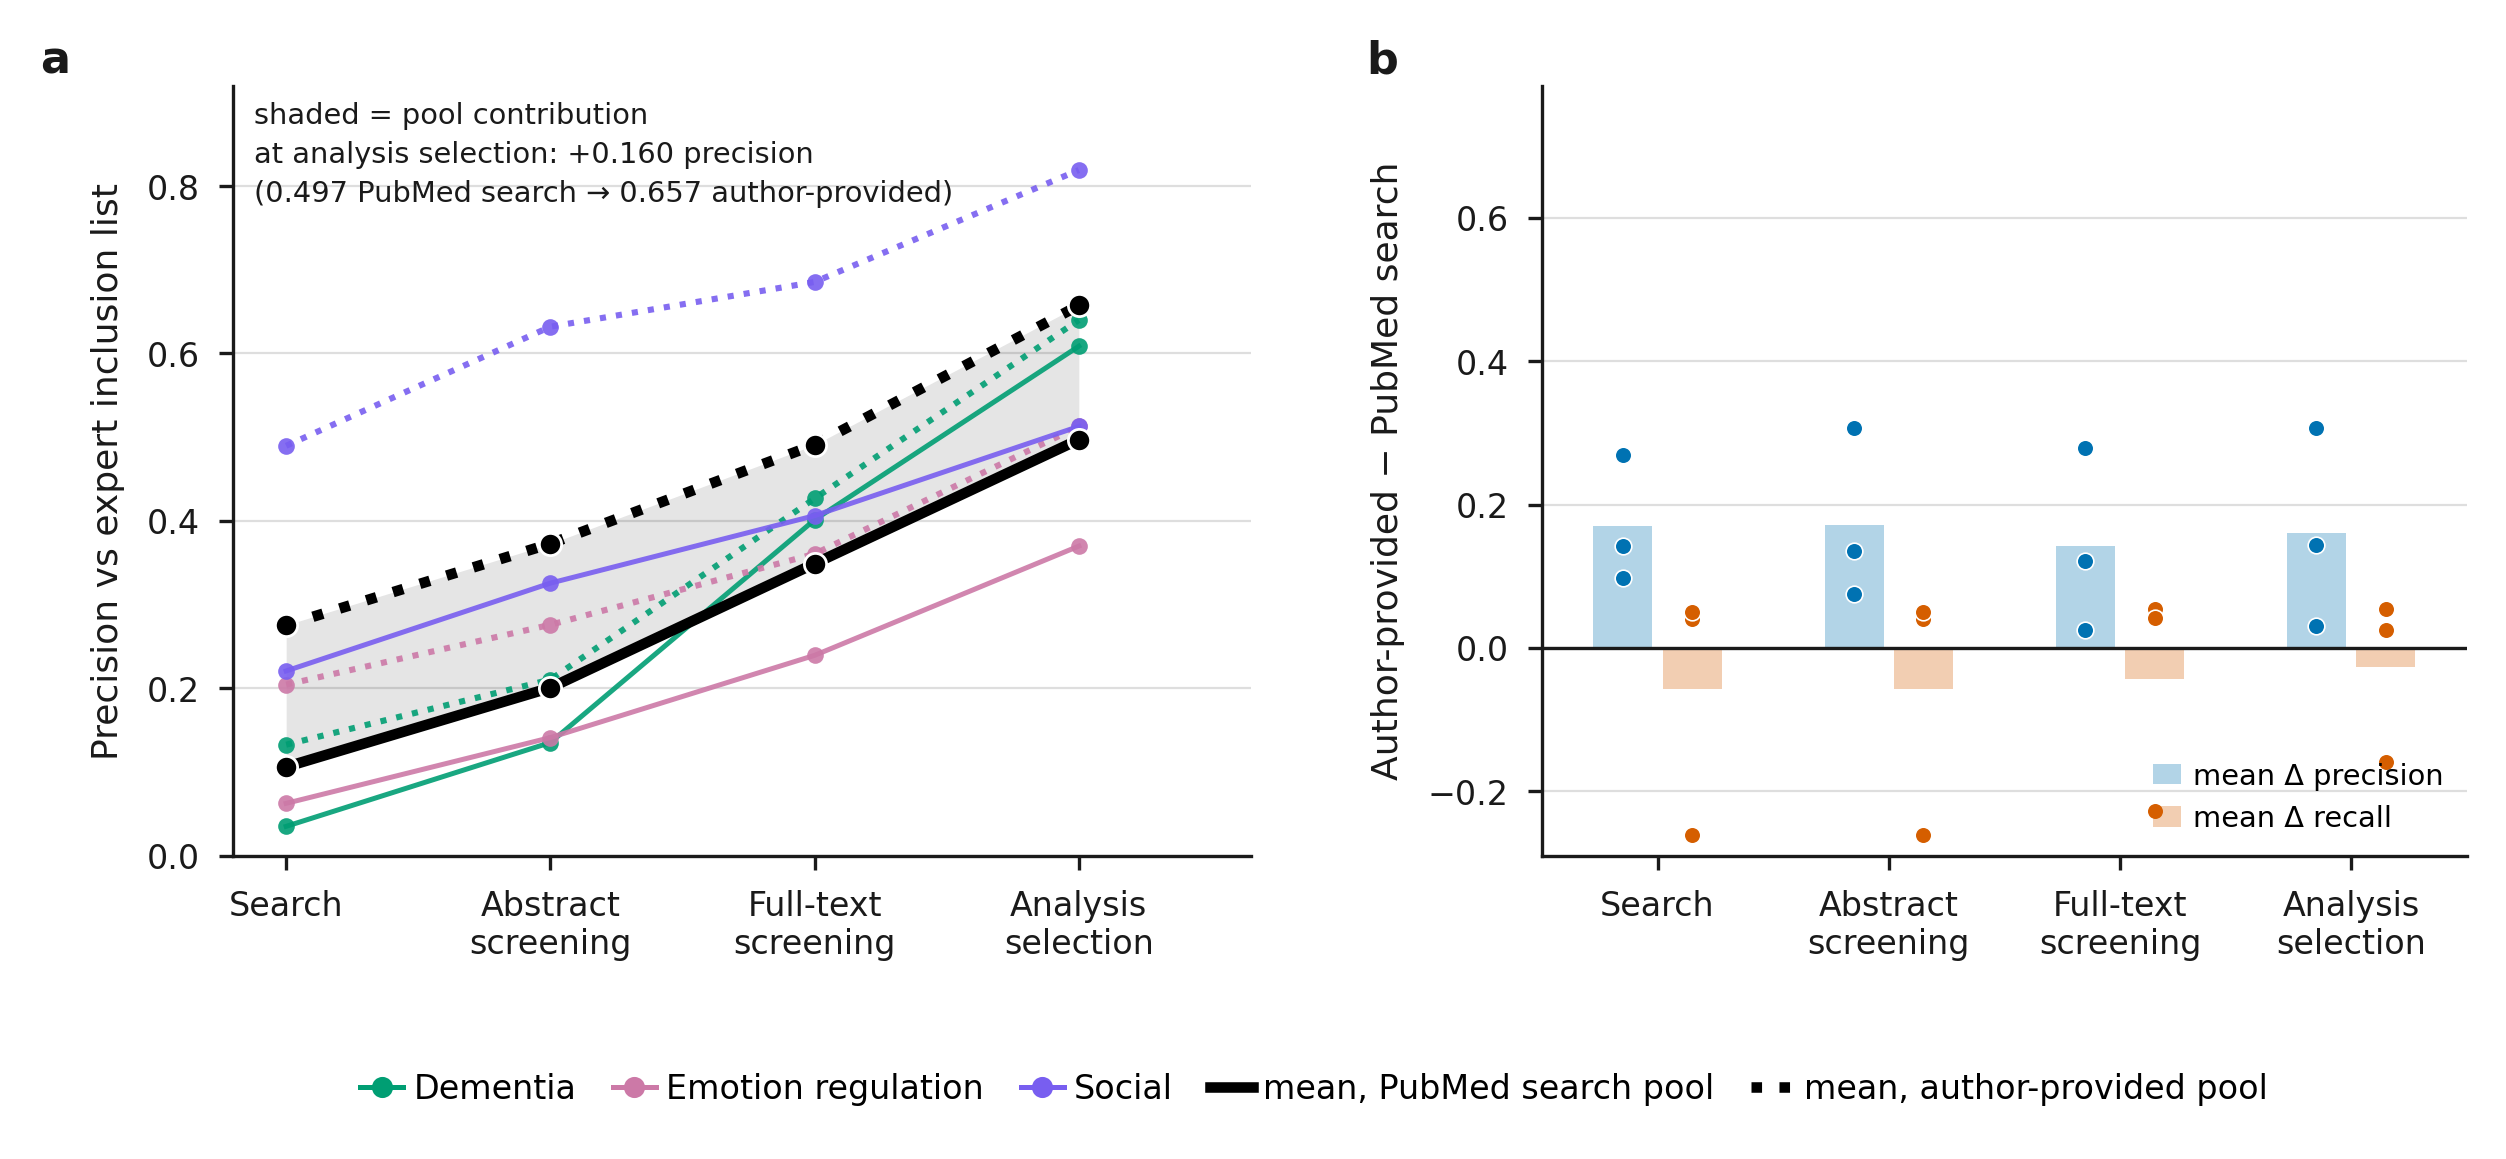 a
shaded = pool contribution
at analysis selection: +0.160 precision
(0.497 PubMed search → 0.657 author-provided)
Precision vs expert inclusion list
0.8
0.6
0.4
0.2
0.0
Search
Abstract
screening
Full-text
screening
Analysis
selection
b
Author-provided − PubMed search
0.6
0.4
0.2
0.0
−0.2
mean Δ precision
mean Δ recall
Search
Abstract
screening
Full-text
screening
Analysis
selection
Dementia
Emotion regulation
Social
mean, PubMed search pool
mean, author-provided pool